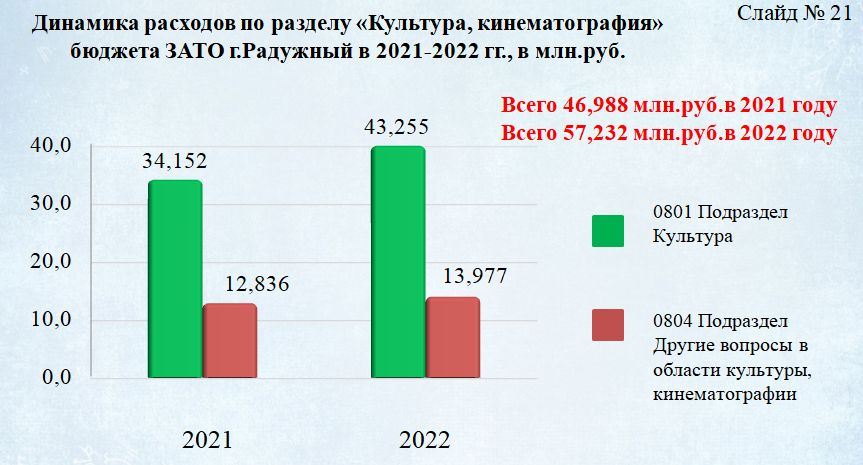 Слайд № 21
Динамика расходов по разделу «Культура, кинематография»
бюджета ЗАТО г.Радужный в 2021-2022 гг., в млн.руб.
Всего 46,988 млн.руб.в 2021 году
Всего 57,232 млн.руб.в 2022 году
40,0
30,0
20,0
10,0
0,0
34,152
12,836
43,255
13,977
2021
2022
0801 Подраздел
Культура
0804 Подраздел
Другие вопросы в
области культуры,
кинематографии